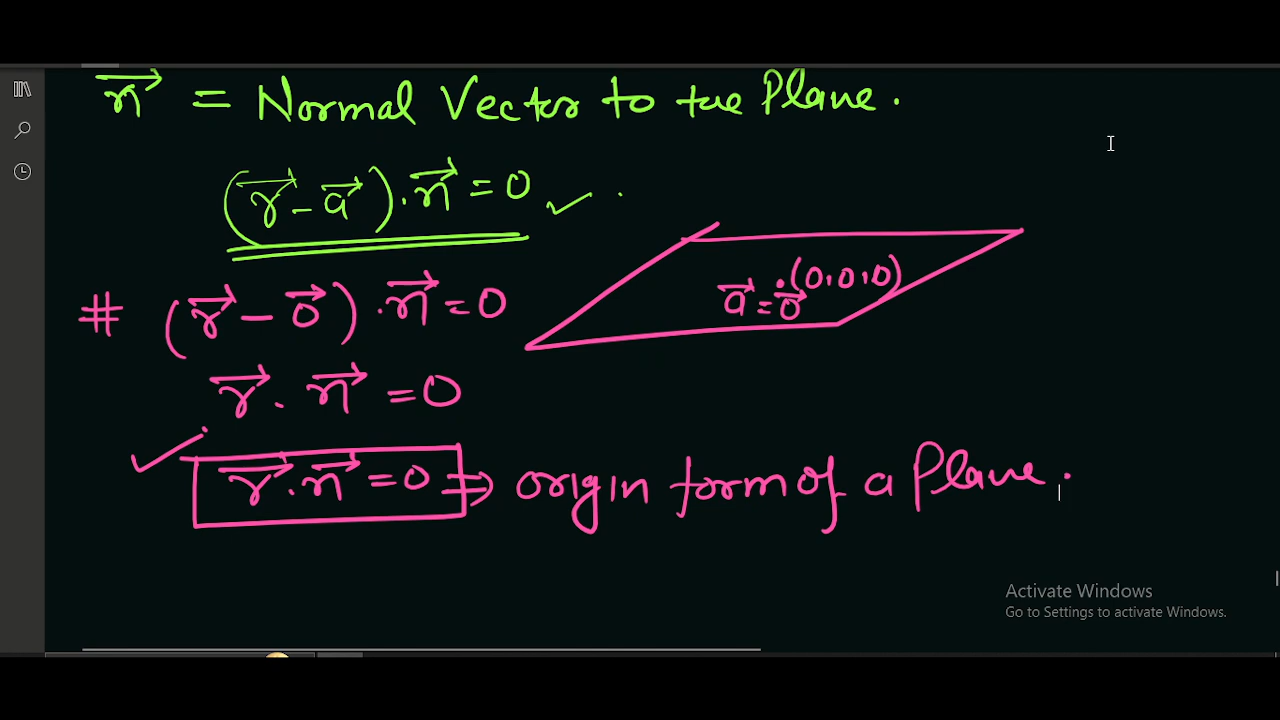 n⃗ = Normal Vector to the Plane.
(r⃗ - a⃗).n⃗ = 0 ✓ .
# (r⃗ - 0⃗).n⃗ = 0
.(0,0,0)
a⃗ = 0⃗
r⃗ . n⃗ = 0
✓ r⃗ . n⃗ = 0 ⇒ origin form of a Plane.
Activate Windows
Go to Settings to activate Windows.